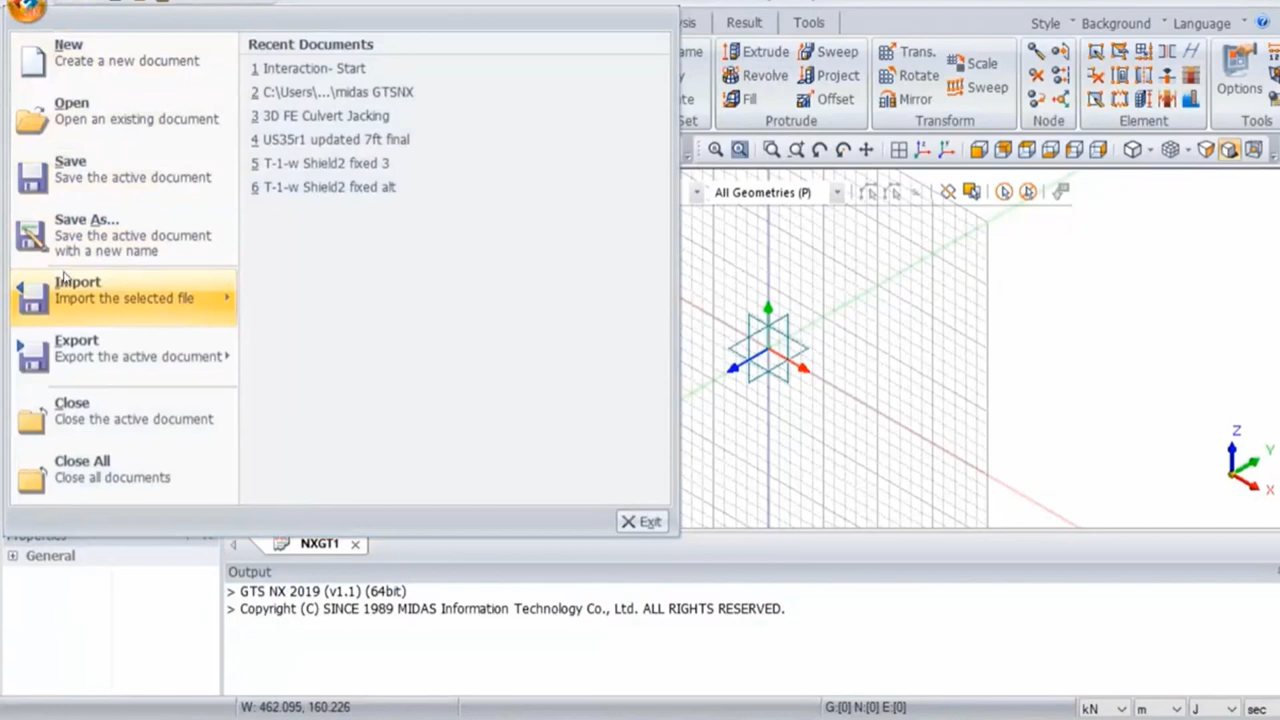 sis Result Tools Style Background Language
New
Create a new document
Open
Open an existing document
Save
Save the active document
Save As...
Save the active document
with a new name
Import
Import the selected file
Export
Export the active document
Close
Close the active document
Close All
Close all documents
Recent Documents
1 Interaction- Start
2 C:\Users\...\midas GTSNX
3 3D FE Culvert Jacking
4 US35r1 updated 7ft final
5 T-1-w Shield2 fixed 3
6 T-1-w Shield2 fixed alt
Exit
ame Extrude Sweep Trans. Scale
Revolve Project Rotate Sweep
te Fill Offset Mirror
Options
et Protrude Transform Node Element Tools
All Geometries (P)
Z
Y
X
General
NXGT1
Output
> GTS NX 2019 (v1.1) (64bit)
> Copyright (C) SINCE 1989 MIDAS Information Technology Co., Ltd. ALL RIGHTS RESERVED.
W: 462.095, 160.226 G:[0] N:[0] E:[0] kN m J sec